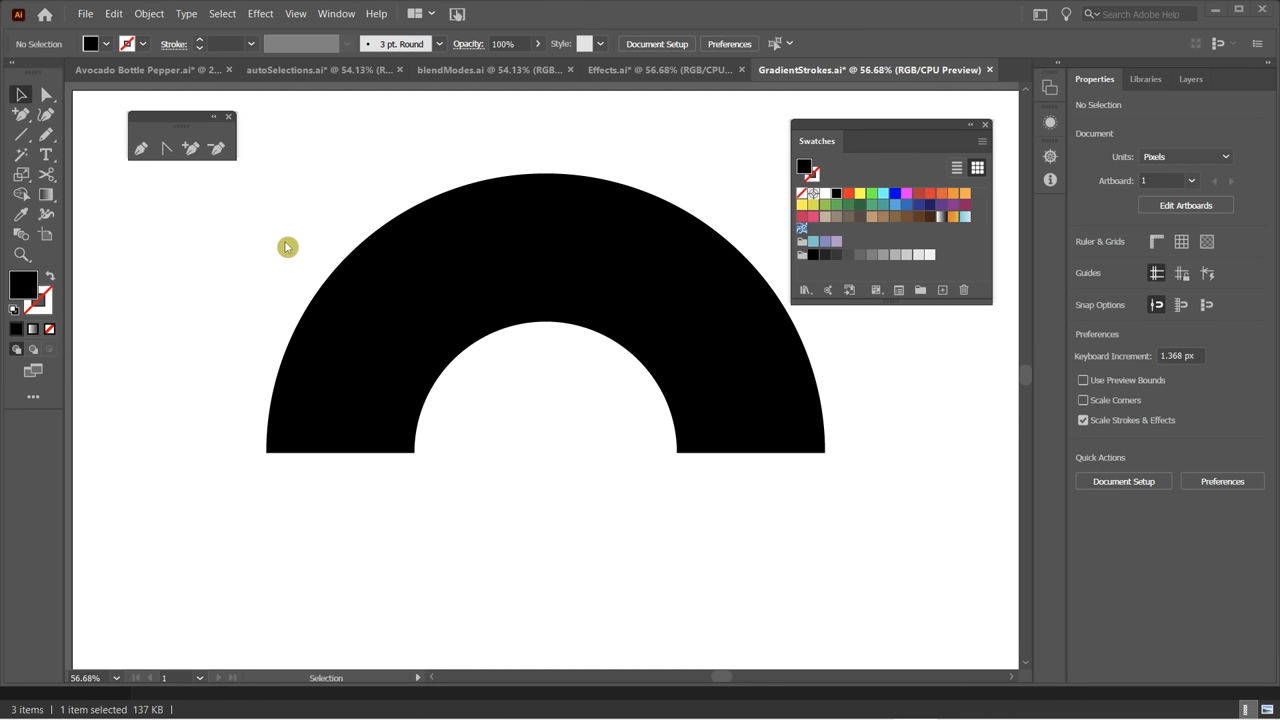 Ai File Edit Object Type Select Effect View Window Help Search Adobe Help
No Selection Stroke: 3 pt. Round Opacity: 100% Style: Document Setup Preferences
Avocado Bottle Pepper.ai* @ 2... × autoSelections.ai* @ 54.13% (R... × blendModes.ai @ 54.13% (RGB... × Effects.ai* @ 56.68% (RGB/CPU... × GradientStrokes.ai* @ 56.68% (RGB/CPU Preview) ×
Swatches
Properties Libraries Layers
No Selection
Document
Units: Pixels
Artboard: 1
Edit Artboards
Ruler & Grids
Guides
Snap Options
Preferences
Keyboard Increment: 1.368 px
Use Preview Bounds
Scale Corners
Scale Strokes & Effects
Quick Actions
Document Setup Preferences
56.68% 1 Selection
3 items 1 item selected 137 KB